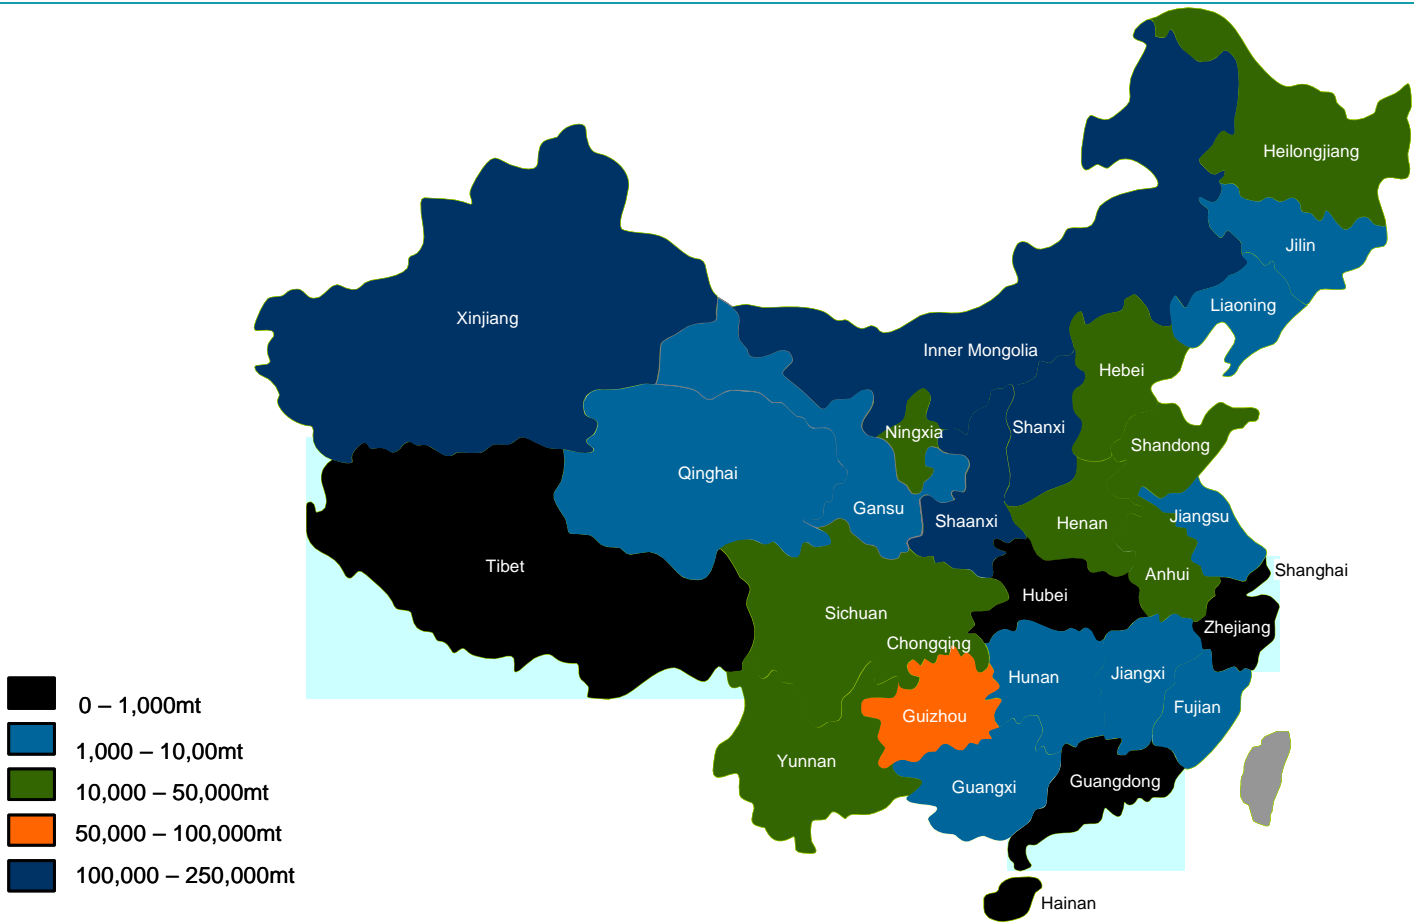 Heilongjiang
Jilin
Liaoning
Xinjiang
Inner Mongolia
Hebei
Ningxia
Shanxi
Shandong
Qinghai
Gansu
Shaanxi
Henan
Jiangsu
Tibet
Anhui
Shanghai
Hubei
Sichuan
Zhejiang
Chongqing
Hunan
Jiangxi
Fujian
Guizhou
Yunnan
Guangxi
Guangdong
Hainan
0 – 1,000mt
1,000 – 10,00mt
10,000 – 50,000mt
50,000 – 100,000mt
100,000 – 250,000mt